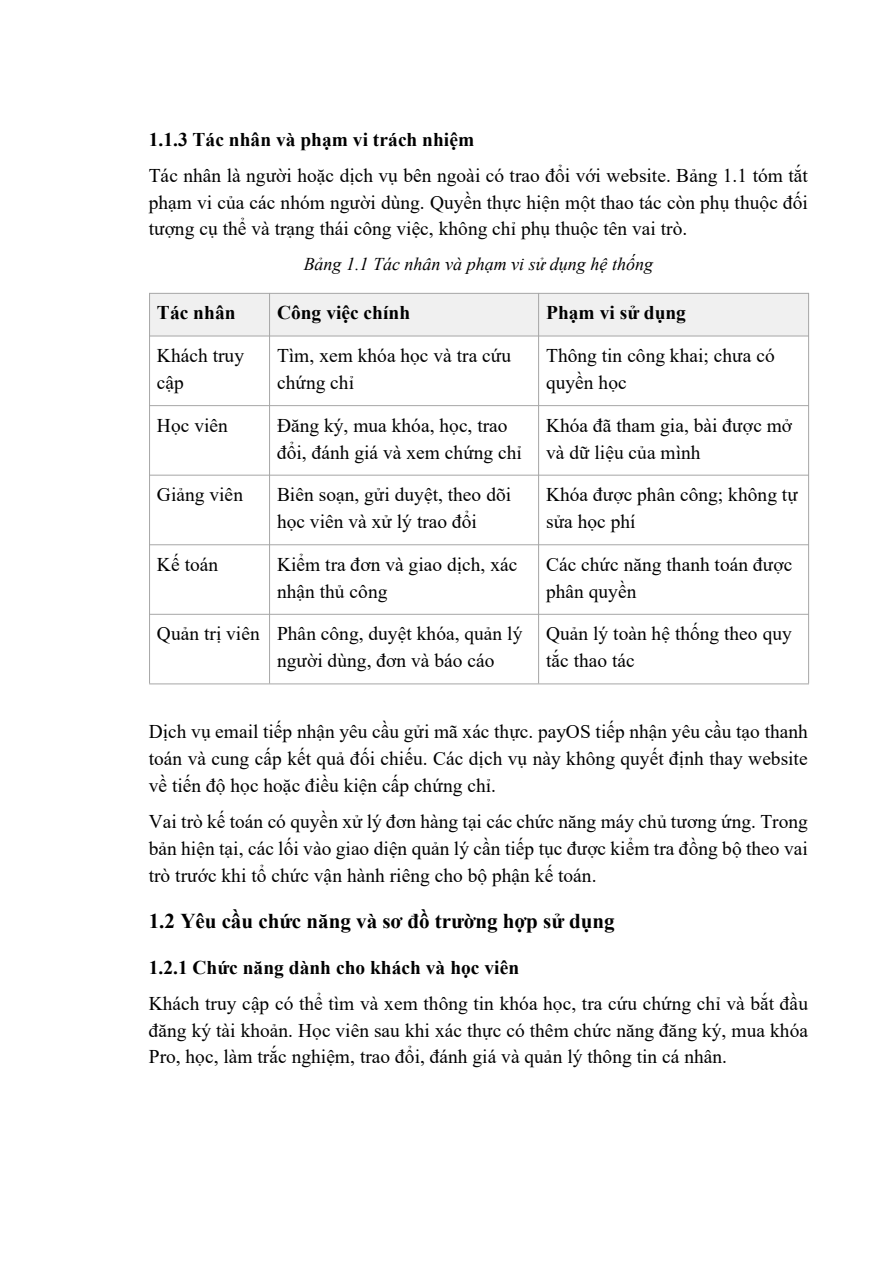 1.1.3 Tác nhân và phạm vi trách nhiệm
Tác nhân là người hoặc dịch vụ bên ngoài có trao đổi với website. Bảng 1.1 tóm tắt
phạm vi của các nhóm người dùng. Quyền thực hiện một thao tác còn phụ thuộc đối
tượng cụ thể và trạng thái công việc, không chỉ phụ thuộc tên vai trò.
Bảng 1.1 Tác nhân và phạm vi sử dụng hệ thống
Tác nhân Công việc chính Phạm vi sử dụng
Khách truy Tìm, xem khóa học và tra cứu Thông tin công khai; chưa có
cập chứng chỉ quyền học
Học viên Đăng ký, mua khóa, học, trao Khóa đã tham gia, bài được mở
đổi, đánh giá và xem chứng chỉ và dữ liệu của mình
Giảng viên Biên soạn, gửi duyệt, theo dõi Khóa được phân công; không tự
học viên và xử lý trao đổi sửa học phí
Kế toán Kiểm tra đơn và giao dịch, xác Các chức năng thanh toán được
nhận thủ công phân quyền
Quản trị viên Phân công, duyệt khóa, quản lý Quản lý toàn hệ thống theo quy
người dùng, đơn và báo cáo tắc thao tác
Dịch vụ email tiếp nhận yêu cầu gửi mã xác thực. payOS tiếp nhận yêu cầu tạo thanh
toán và cung cấp kết quả đối chiếu. Các dịch vụ này không quyết định thay website
về tiến độ học hoặc điều kiện cấp chứng chỉ.
Vai trò kế toán có quyền xử lý đơn hàng tại các chức năng máy chủ tương ứng. Trong
bản hiện tại, các lối vào giao diện quản lý cần tiếp tục được kiểm tra đồng bộ theo vai
trò trước khi tổ chức vận hành riêng cho bộ phận kế toán.
1.2 Yêu cầu chức năng và sơ đồ trường hợp sử dụng
1.2.1 Chức năng dành cho khách và học viên
Khách truy cập có thể tìm và xem thông tin khóa học, tra cứu chứng chỉ và bắt đầu
đăng ký tài khoản. Học viên sau khi xác thực có thêm chức năng đăng ký, mua khóa
Pro, học, làm trắc nghiệm, trao đổi, đánh giá và quản lý thông tin cá nhân.